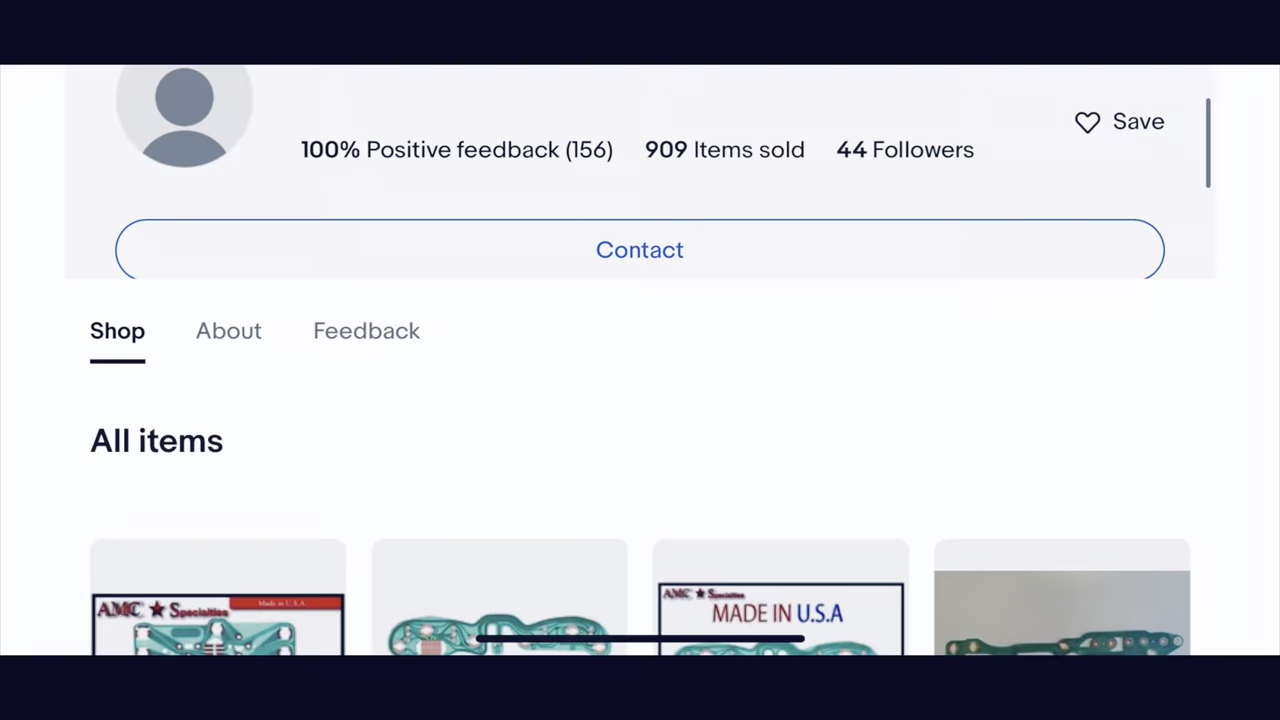 100% Positive feedback (156) 909 Items sold 44 Followers
Save
Contact
Shop About Feedback
All items
AMC ★ Specialties Made in U.S.A.
AMC ★ Specialties
MADE IN U.S.A